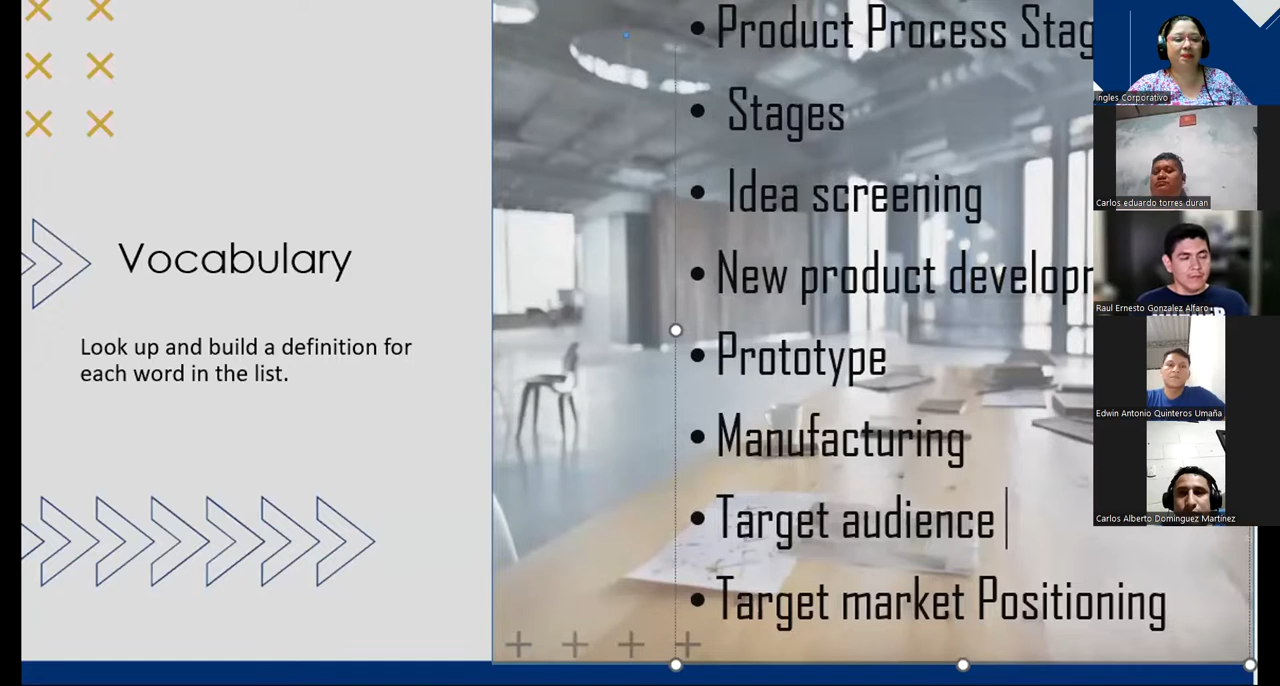 Vocabulary
Look up and build a definition for
each word in the list.
• Product Process Stag
• Stages
• Idea screening
• New product develop
• Prototype
• Manufacturing
• Target audience
• Target market Positioning
Ingles Corporativo
Carlos eduardo torres duran
Raul Ernesto Gonzalez Alfaro
Edwin Antonio Quinteros Umaña
Carlos Alberto Dominguez Martinez